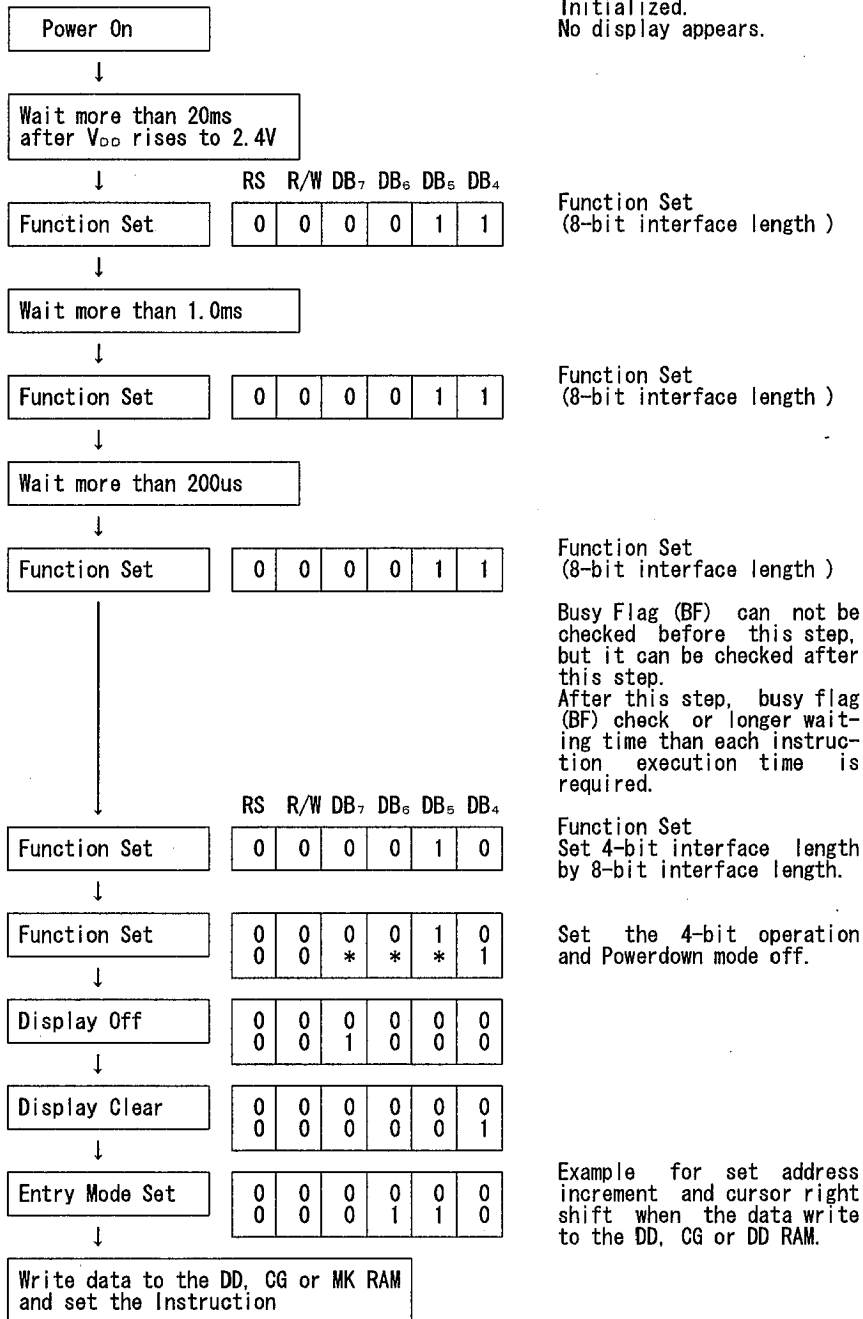 Initialized.
No display appears.
Power On
↓
Wait more than 20ms
after VDD rises to 2.4V
↓
RS R/W DB7 DB6 DB5 DB4
Function Set 0 0 0 0 1 1
Function Set
(8-bit interface length )
↓
Wait more than 1.0ms
↓
Function Set 0 0 0 0 1 1
Function Set
(8-bit interface length )
↓
Wait more than 200us
↓
Function Set 0 0 0 0 1 1
Function Set
(8-bit interface length )
Busy Flag (BF) can not be
checked before this step,
but it can be checked after
this step.
After this step, busy flag
(BF) check or longer wait-
ing time than each instruc-
tion execution time is
required.
RS R/W DB7 DB6 DB5 DB4
Function Set 0 0 0 0 1 0
Function Set
Set 4-bit interface length
by 8-bit interface length.
↓
Function Set 0 0 0 0 1 0
0 0 * * * 1
Set the 4-bit operation
and Powerdown mode off.
↓
Display Off 0 0 0 0 0 0
0 0 1 0 0 0
↓
Display Clear 0 0 0 0 0 0
0 0 0 0 0 1
↓
Entry Mode Set 0 0 0 0 0 0
0 0 0 1 1 0
Example for set address
increment and cursor right
shift when the data write
to the DD, CG or DD RAM.
↓
Write data to the DD, CG or MK RAM
and set the Instruction